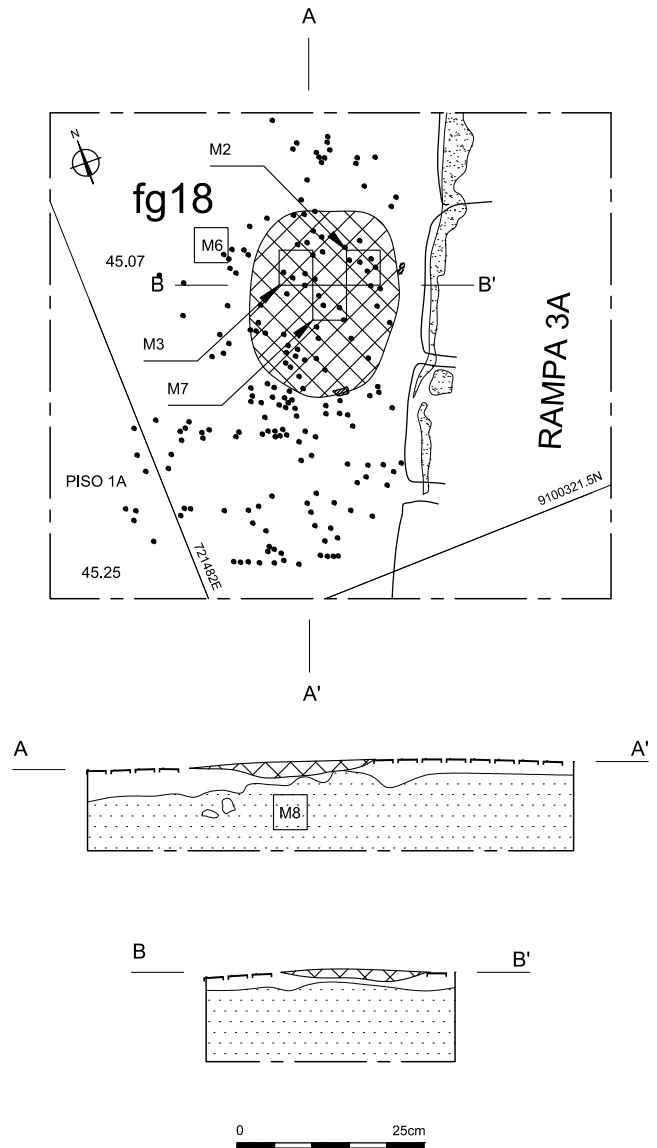 A
N
M2
fg18
M6
45.07
B
B'
M3
M7
RAMPA 3A
PISO 1A
9100321.5N
721482E
45.25
A'
A
A'
M8
B
B'
0
25cm